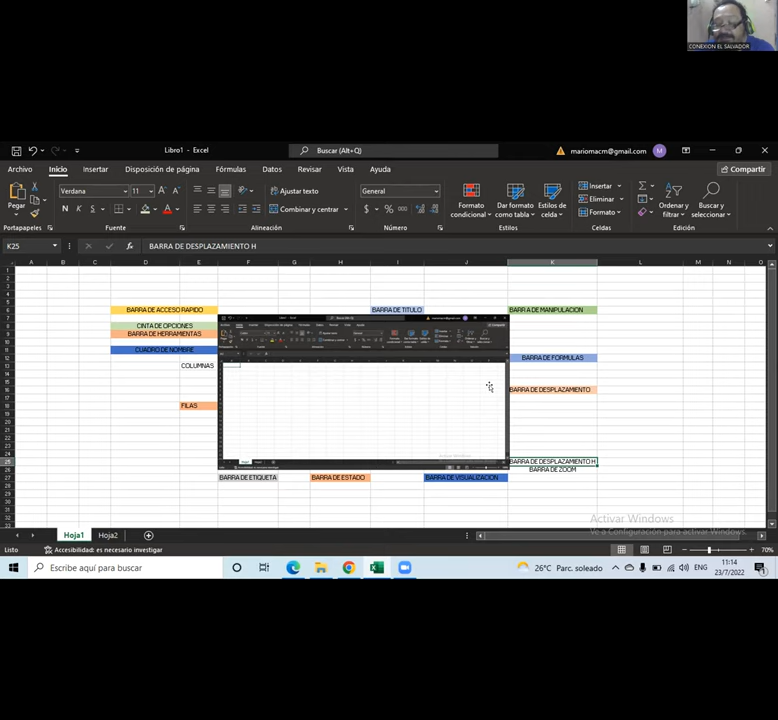 CONEXION EL SALVADOR
Libro1 - Excel
Buscar (Alt+Q)
mariomacm@gmail.com
M
Archivo
Inicio
Insertar
Disposición de página
Fórmulas
Datos
Revisar
Vista
Ayuda
Compartir
Pegar
Verdana
11
N K S
Ajustar texto
Combinar y centrar
General
$ % 000
Formato condicional
Dar formato como tabla
Estilos de celda
Insertar
Eliminar
Formato
Ordenar y filtrar
Buscar y seleccionar
Portapapeles
Fuente
Alineación
Número
Estilos
Celdas
Edición
K25
fx
BARRA DE DESPLAZAMIENTO H
A B C D E F G H I J K L M N O
BARRA DE ACCESO RAPIDO
BARRA DE TITULO
BARRA DE MANIPULACION
CINTA DE OPCIONES
BARRA DE HERRAMIENTAS
CUADRO DE NOMBRE
BARRA DE FORMULAS
COLUMNAS
BARRA DE DESPLAZAMIENTO
FILAS
BARRA DE DESPLAZAMIENTO H
BARRA DE ZOOM
BARRA DE ETIQUETA
BARRA DE ESTADO
BARRA DE VISUALIZACION
Activar Windows
Ve a Configuración para activar Windows.
Hoja1
Hoja2
Listo
Accesibilidad: es necesario investigar
70%
Escribe aquí para buscar
26°C Parc. soleado
ENG
11:14
23/7/2022
1